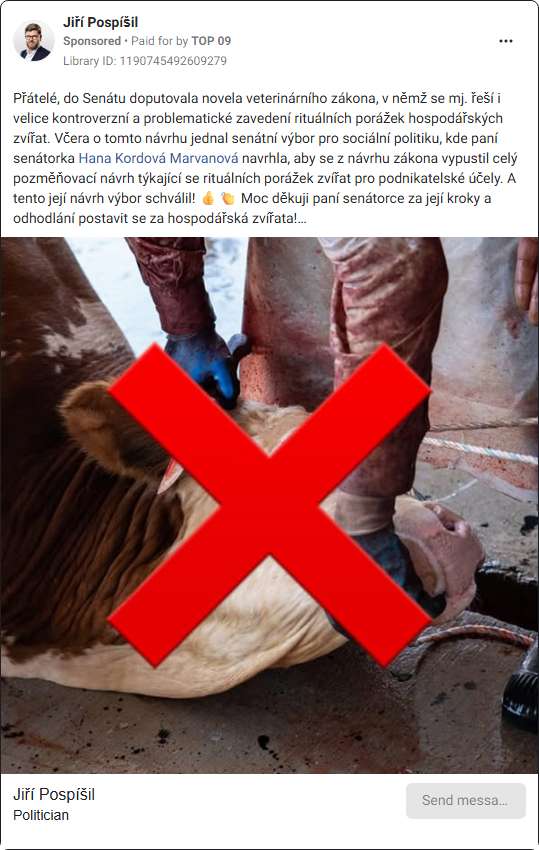 Jiří Pospíšil
Sponsored • Paid for by TOP 09
Library ID: 1190745492609279
Přátelé, do Senátu doputovala novela veterinárního zákona, v němž se mj. řeší i
velice kontroverzní a problematické zavedení rituálních porážek hospodářských
zvířat. Včera o tomto návrhu jednal senátní výbor pro sociální politiku, kde paní
senátorka Hana Kordová Marvanová navrhla, aby se z návrhu zákona vypustil celý
pozměňovací návrh týkající se rituálních porážek zvířat pro podnikatelské účely. A
tento její návrh výbor schválil! 👍 👏 Moc děkuji paní senátorce za její kroky a
odhodlání postavit se za hospodářská zvířata!...
Jiří Pospíšil
Politician
Send messa...